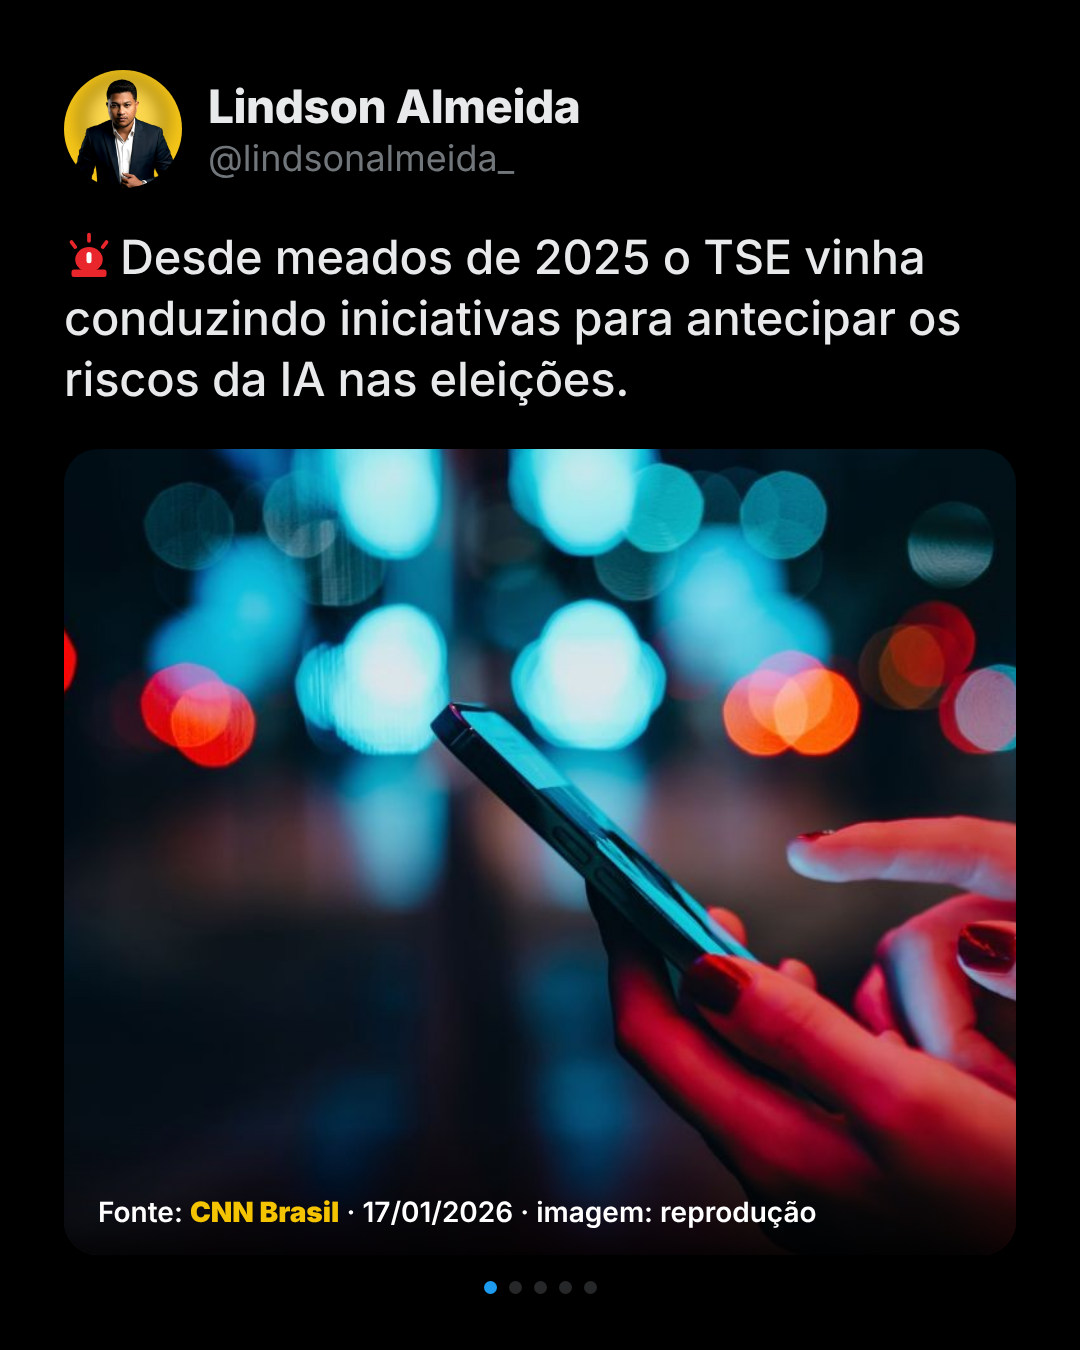 Lindson Almeida
@lindsonalmeida_
🚨Desde meados de 2025 o TSE vinha
conduzindo iniciativas para antecipar os
riscos da IA nas eleições.
Fonte: CNN Brasil · 17/01/2026 · imagem: reprodução